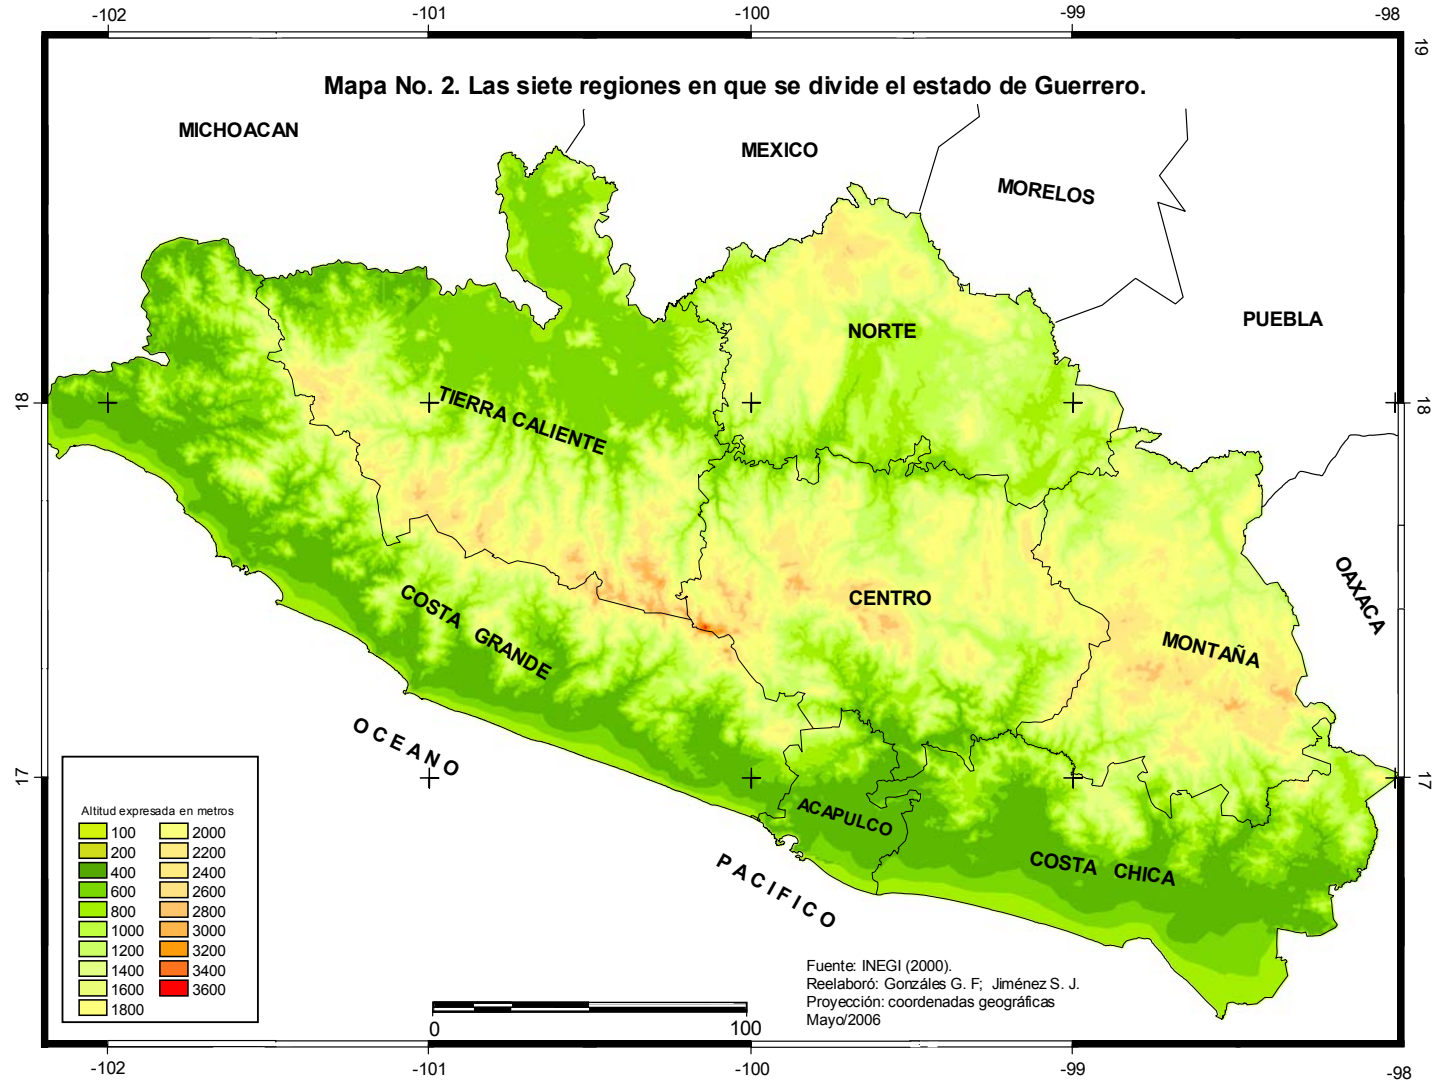 -102
-101
-100
-99
-98
19
Mapa No. 2. Las siete regiones en que se divide el estado de Guerrero.
MICHOACAN
MEXICO
MORELOS
PUEBLA
NORTE
18
TIERRA CALIENTE
18
OAXACA
COSTA GRANDE
CENTRO
MONTAÑA
OCEANO
17
17
ACAPULCO
COSTA CHICA
PACIFICO
Altitud expresada en metros
100
200
400
600
800
1000
1200
1400
1600
1800
2000
2200
2400
2600
2800
3000
3200
3400
3600
0
100
Fuente: INEGI (2000).
Reelaboró: Gonzáles G. F; Jiménez S. J.
Proyección: coordenadas geográficas
Mayo/2006
-102
-101
-100
-99
-98